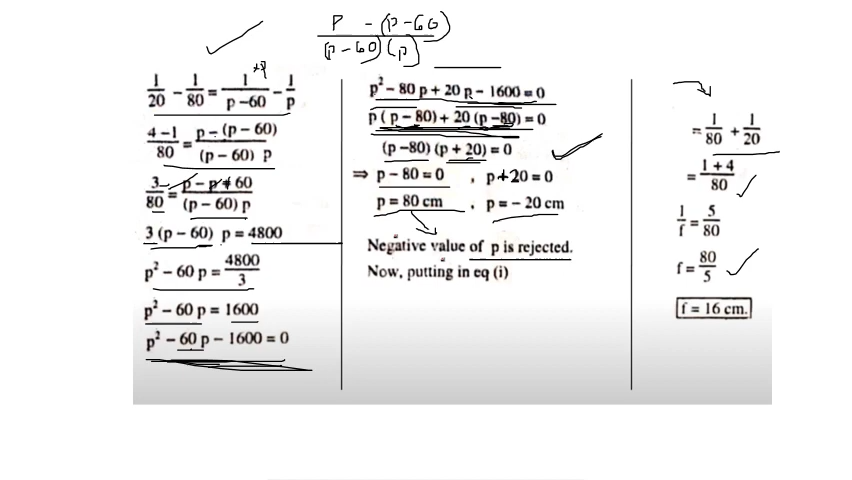 P - (P-60)
(P-60) (P)
1/20 - 1/80 = 1/(p-60) - 1/p
(4-1)/80 = (p - (p - 60))/((p - 60) p)
3/80 = (p - p + 60)/((p - 60) p)
3 (p - 60) p = 4800
p² - 60 p = 4800/3
p² - 60 p = 1600
p² - 60 p - 1600 = 0
p² - 80 p + 20 p - 1600 = 0
p ( p - 80) + 20 (p -80) = 0
(p -80) (p + 20) = 0
⇒ p - 80 = 0 , p + 20 = 0
p = 80 cm , p = - 20 cm
Negative value of p is rejected.
Now, putting in eq (i)
= 1/80 + 1/20
= (1 + 4)/80
1/f = 5/80
f = 80/5
f = 16 cm.